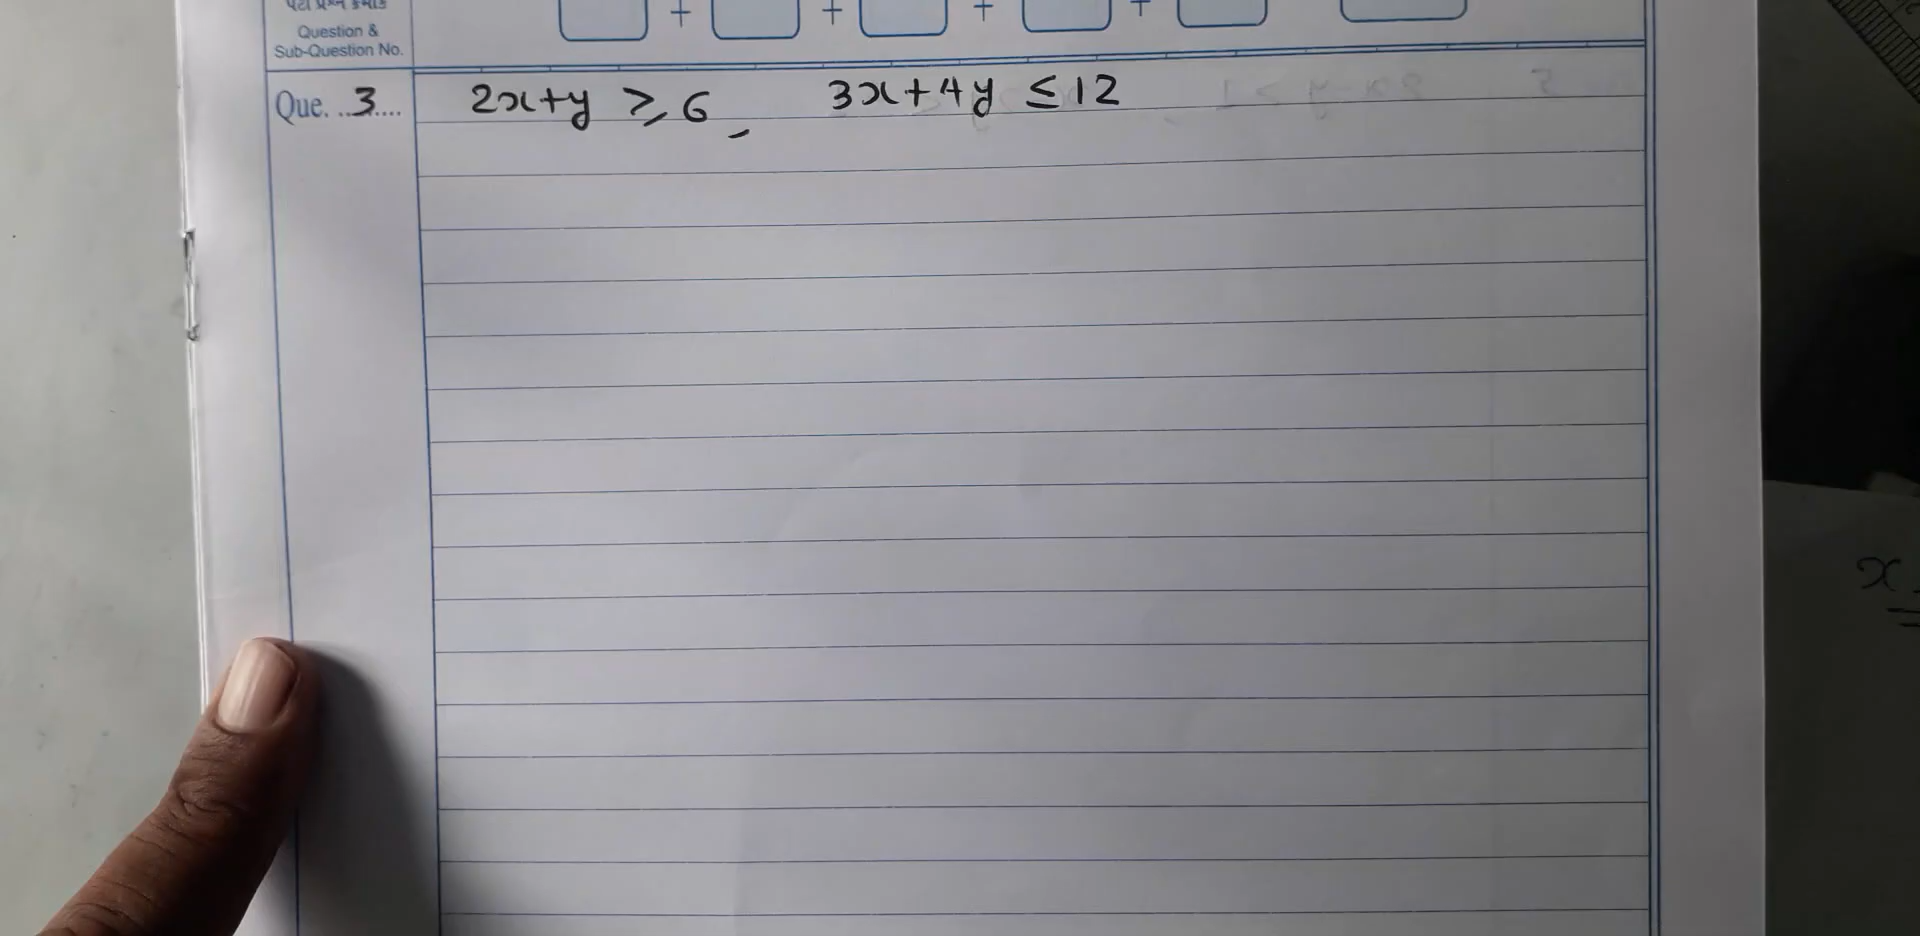 Question &
Sub-Question No.
+ + + +
Que. 3 2x+y ≥ 6, 3x+4y ≤ 12
x